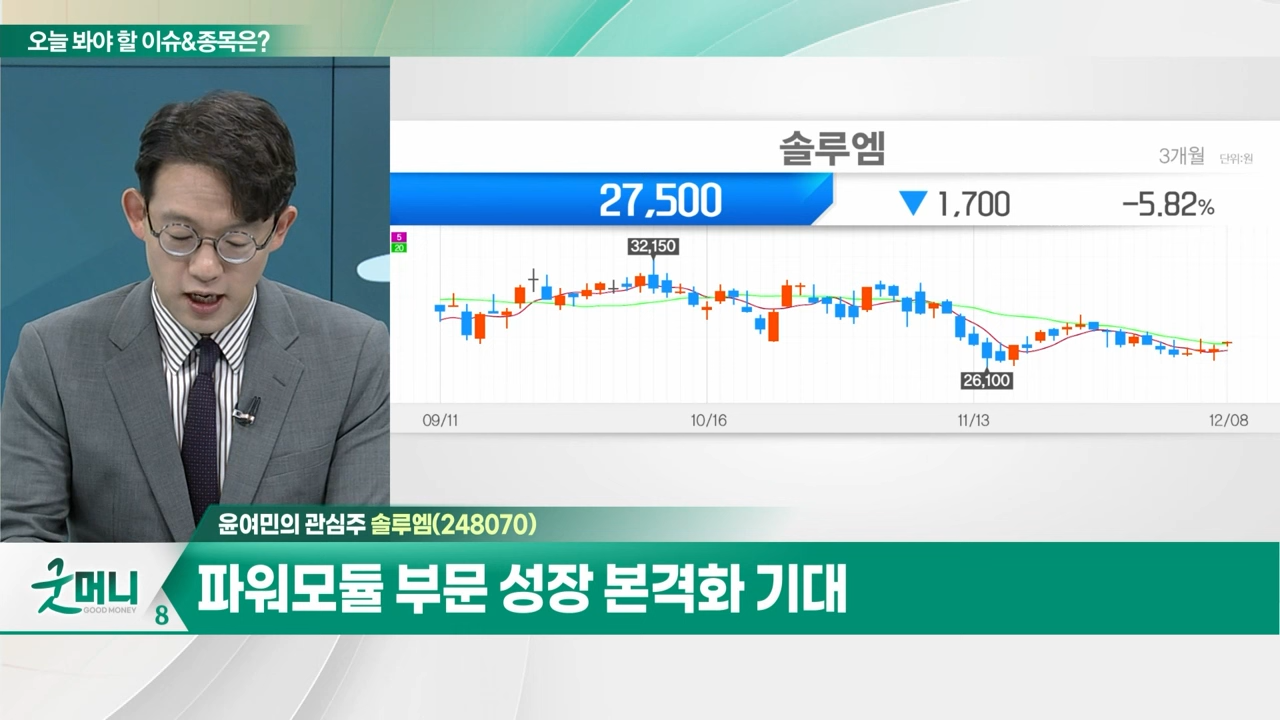 오늘 봐야 할 이슈&종목은?
솔루엠
3개월 단위:원
27,500 ▼ 1,700 -5.82%
5
20
32,150
26,100
09/11 10/16 11/13 12/08
윤여민의 관심주 솔루엠(248070)
굿머니
GOOD MONEY
8
파워모듈 부문 성장 본격화 기대